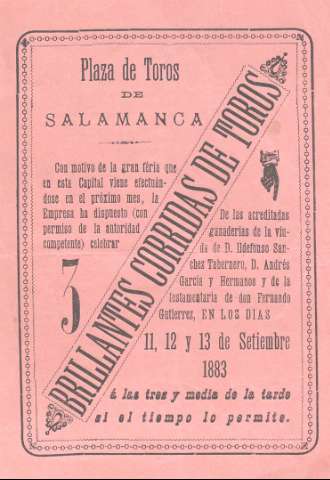 Plaza de Toros
DE
SALAMANCA
Con motivo de la gran féria que
en esta Capital viene efectuán-
dose en el próximo mes, la
Empresa ha dispuesto (con
permiso de la autoridad
competente) celebrar
3
BRILLANTES CORRIDAS DE TOROS
De las acreditadas
ganaderías de la viu-
da de D. Ildefonso San-
chez Tabernero, D. Andrés
García y Hermanos y de la
testamentaria de don Fernando
Gutierrez, EN LOS DIAS
11, 12 y 13 de Setiembre
1883
á las tres y media de la tarde
si el tiempo lo permite.